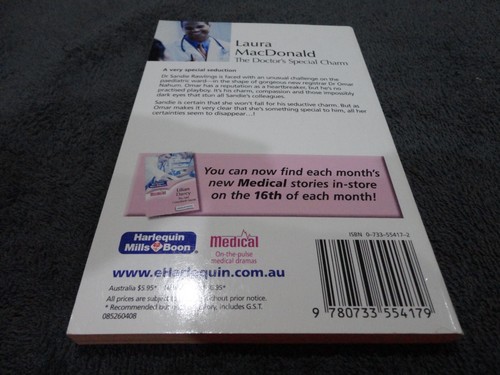 Laura
MacDonald
The Doctor's Special Charm
A very special seduction
Dr Sandie Rawlings is faced with an unusual challenge on the
paediatric ward—in the shape of gorgeous new registrar Dr Omar
Nahum. Omar has a reputation as a heartbreaker, but he's no
practised playboy. It's his charm, compassion and those impossibly
dark eyes that stun all Sandie's colleagues.
Sandie is certain that she won't fall for his seductive charm. But as
Omar makes it very clear that she's something special to him, all her
certainties seem to disappear...!
You can now find each month's
new Medical stories in-store
on the 16th of each month!
Lilian
Darcy
Harlequin
Mills & Boon
Medical
On the pulse
medical dramas
www.eHarlequin.com.au
Australia $5.95*
All prices are subject to without prior notice.
* Recommended includes G.S.T.
085260408
ISBN 0-733-55417-2
9 780733 554179